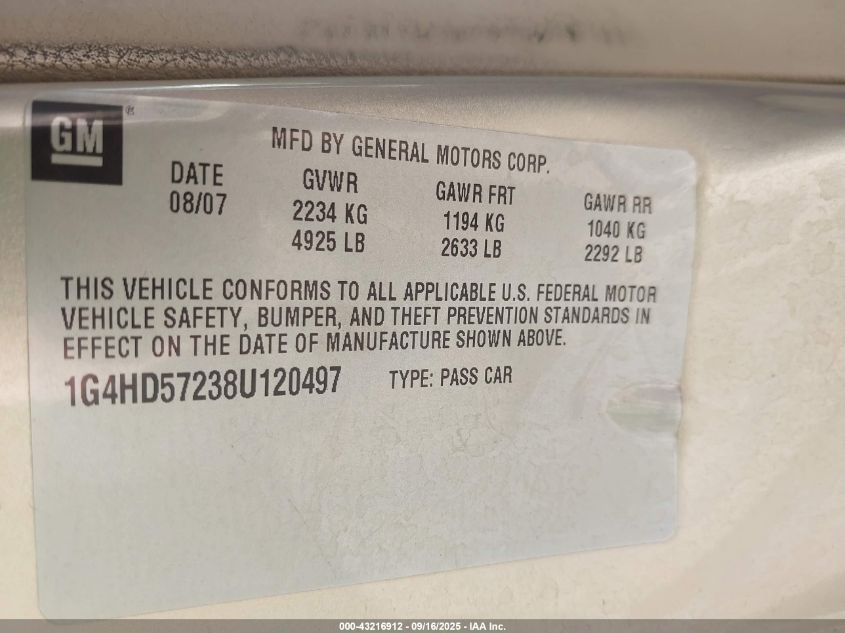 GM ®
MFD BY GENERAL MOTORS CORP.
DATE GVWR GAWR FRT GAWR RR
08/07 2234 KG 1194 KG 1040 KG
4925 LB 2633 LB 2292 LB
THIS VEHICLE CONFORMS TO ALL APPLICABLE U.S. FEDERAL MOTOR
VEHICLE SAFETY, BUMPER, AND THEFT PREVENTION STANDARDS IN
EFFECT ON THE DATE OF MANUFACTURE SHOWN ABOVE.
1G4HD57238U120497 TYPE: PASS CAR
000-43216912 - 09/16/2025 - IAA Inc.